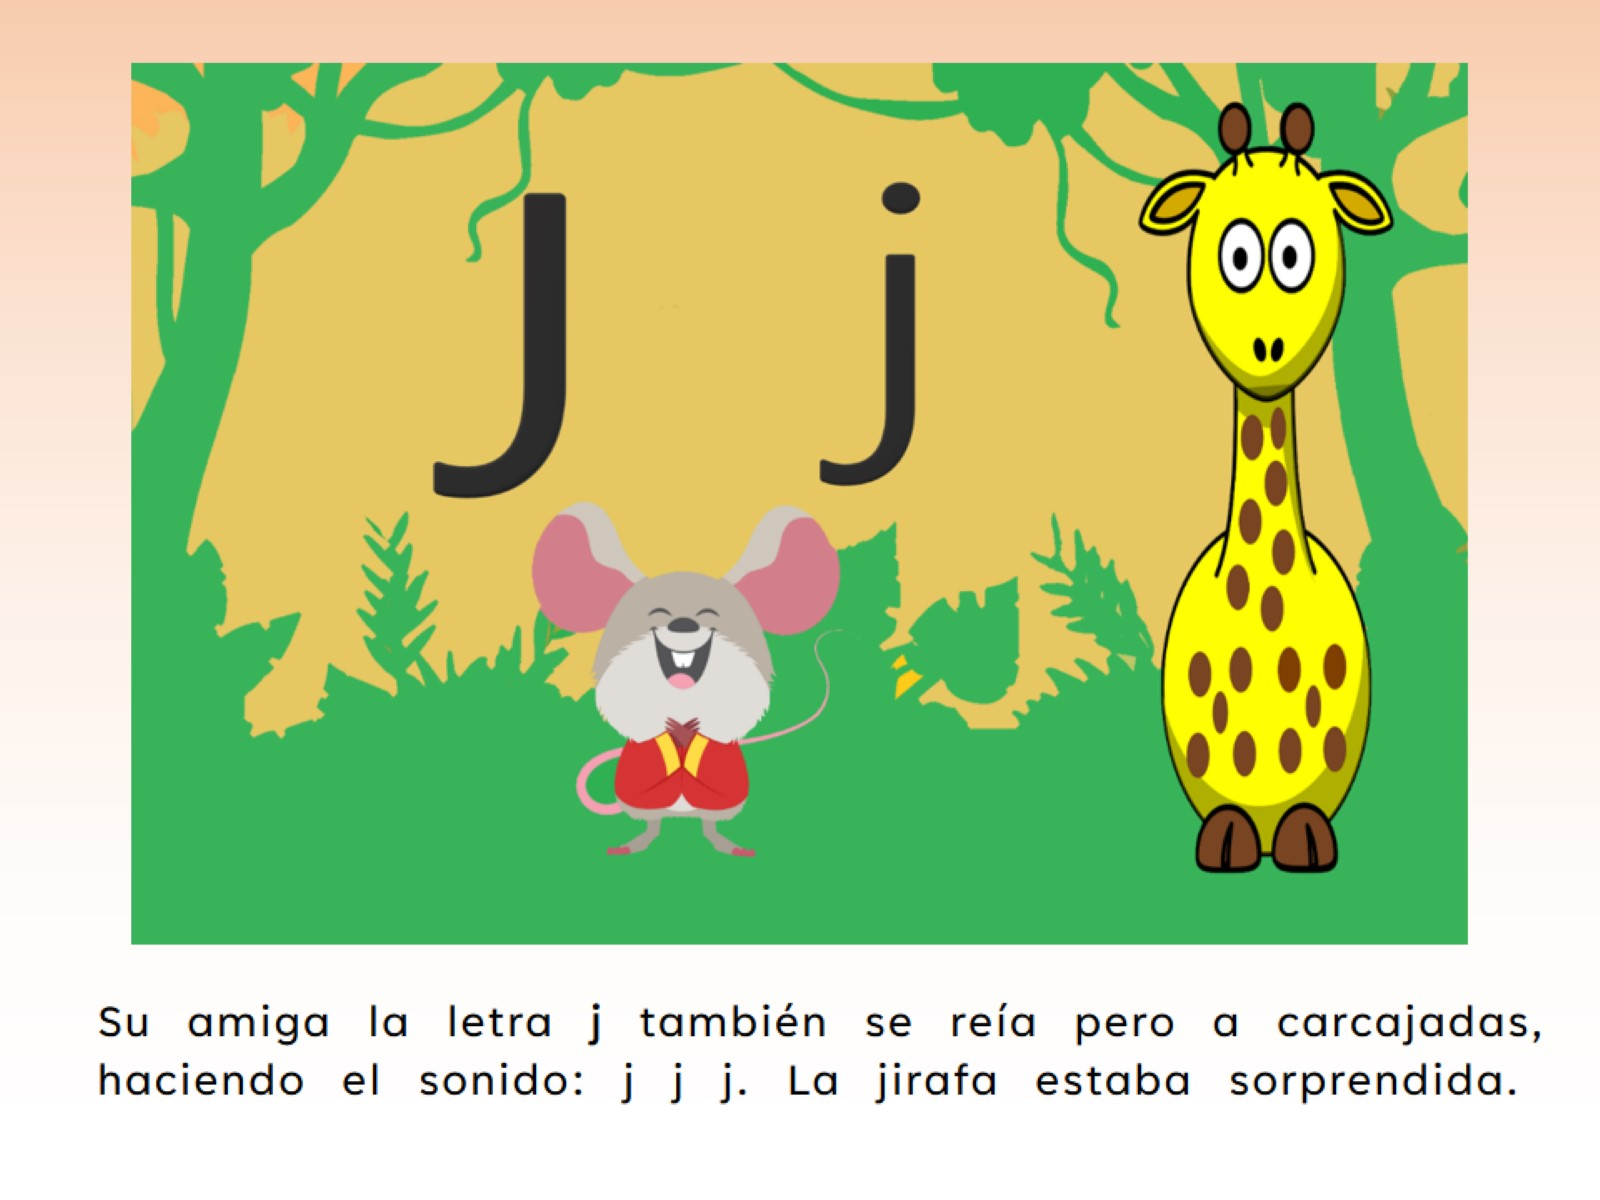 J j
Su amiga la letra j también se reía pero a carcajadas,
haciendo el sonido: j j j. La jirafa estaba sorprendida.